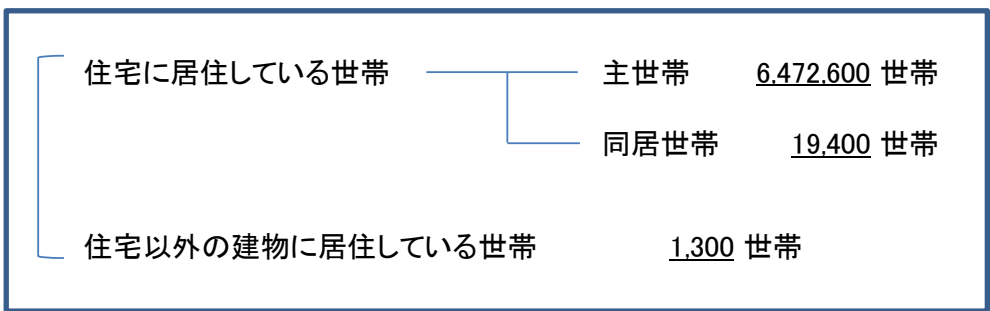 住宅に居住している世帯 主世帯 6,472,600 世帯
同居世帯 19,400 世帯
住宅以外の建物に居住している世帯 1,300 世帯